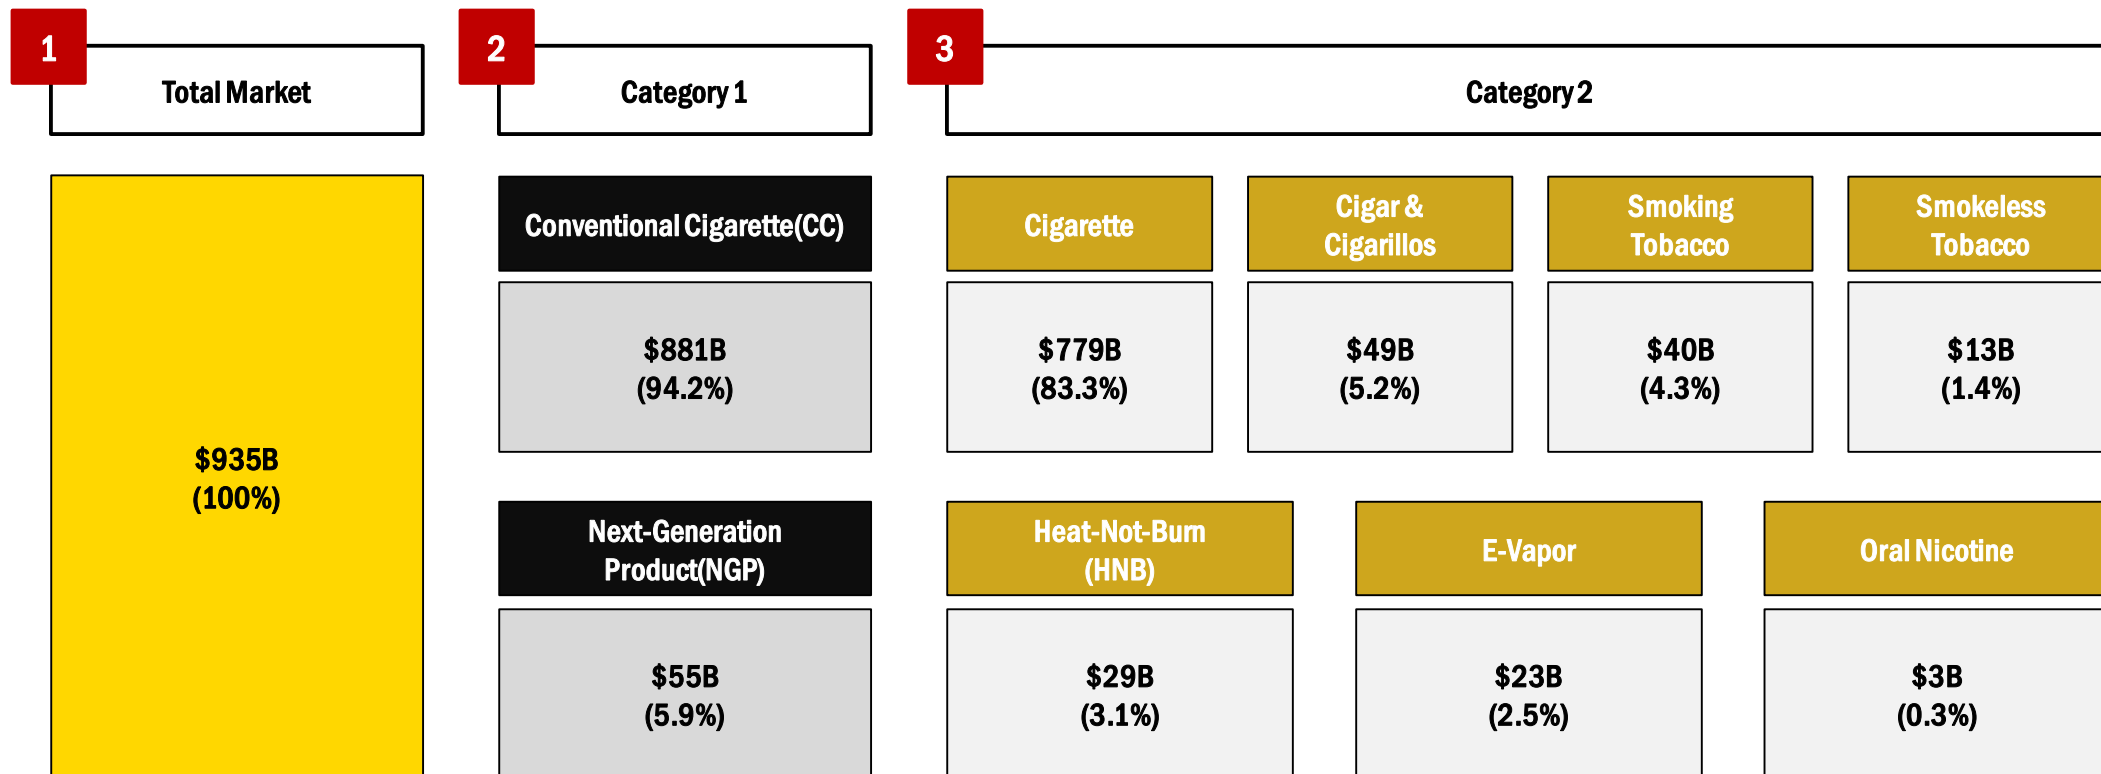 1
Total Market
2
Category 1
3
Category 2
$935B
(100%)
Conventional Cigarette(CC)
$881B
(94.2%)
Cigarette
$779B
(83.3%)
Cigar &
Cigarillos
$49B
(5.2%)
Smoking
Tobacco
$40B
(4.3%)
Smokeless
Tobacco
$13B
(1.4%)
Next-Generation
Product(NGP)
$55B
(5.9%)
Heat-Not-Burn
(HNB)
$29B
(3.1%)
E-Vapor
$23B
(2.5%)
Oral Nicotine
$3B
(0.3%)